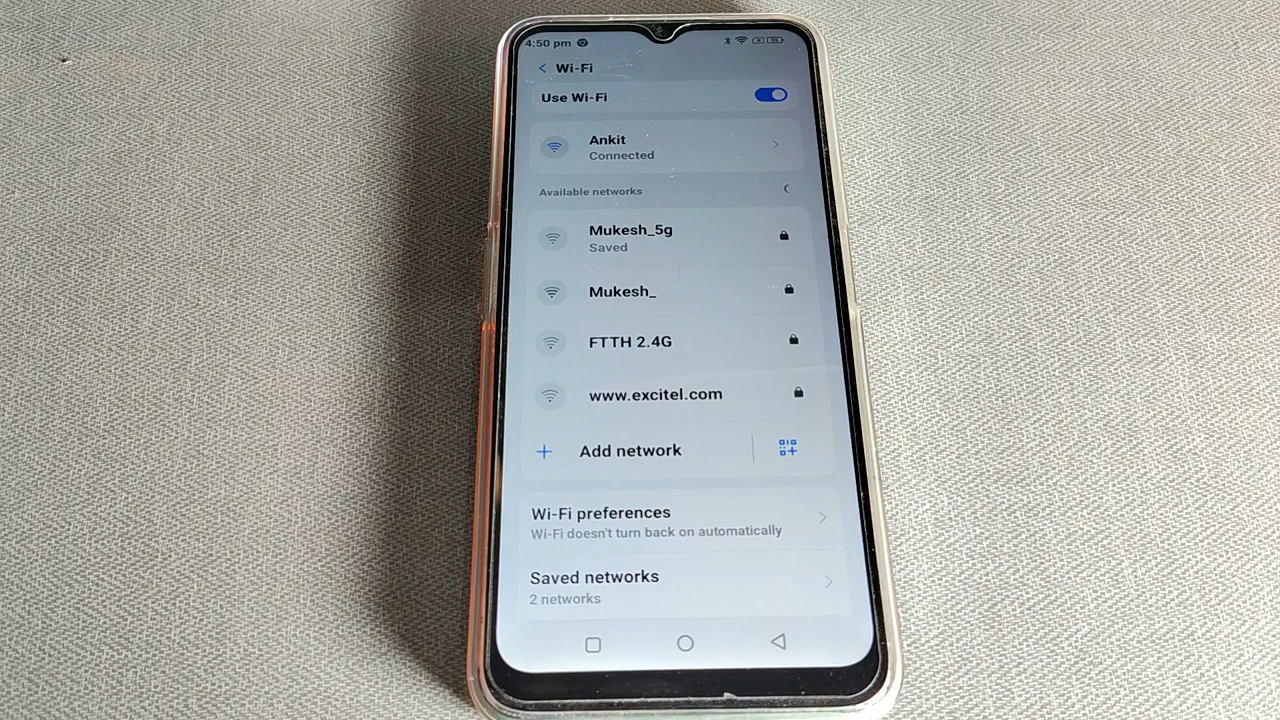 4:50 pm
Wi-Fi
Use Wi-Fi
Ankit
Connected
Available networks
Mukesh_5g
Saved
Mukesh_
FTTH 2.4G
www.excitel.com
Add network
Wi-Fi preferences
Wi-Fi doesn't turn back on automatically
Saved networks
2 networks